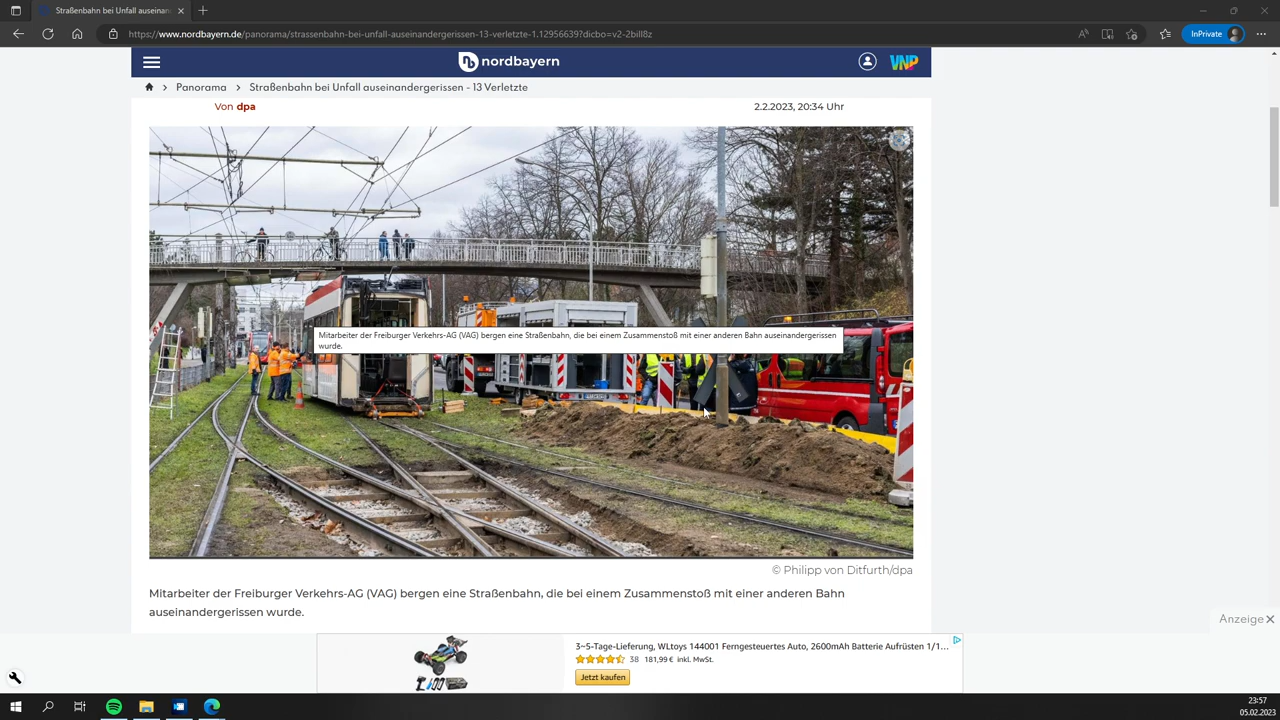 Straßenbahn bei Unfall auseinan
https://www.nordbayern.de/panorama/strassenbahn-bei-unfall-auseinandergerissen-13-verletzte-1.12956639?dicbo=v2-2bill8z
InPrivate
nordbayern
VNP
Panorama
Straßenbahn bei Unfall auseinandergerissen - 13 Verletzte
Von dpa
2.2.2023, 20:34 Uhr
Mitarbeiter der Freiburger Verkehrs-AG (VAG) bergen eine Straßenbahn, die bei einem Zusammenstoß mit einer anderen Bahn auseinandergerissen
wurde.
© Philipp von Ditfurth/dpa
Mitarbeiter der Freiburger Verkehrs-AG (VAG) bergen eine Straßenbahn, die bei einem Zusammenstoß mit einer anderen Bahn
auseinandergerissen wurde.
Anzeige
3~5-Tage-Lieferung, WLtoys 144001 Ferngesteuertes Auto, 2600mAh Batterie Aufrüsten 1/1...
38 181,99 € inkl. MwSt.
Jetzt kaufen
23:57
05.02.2023